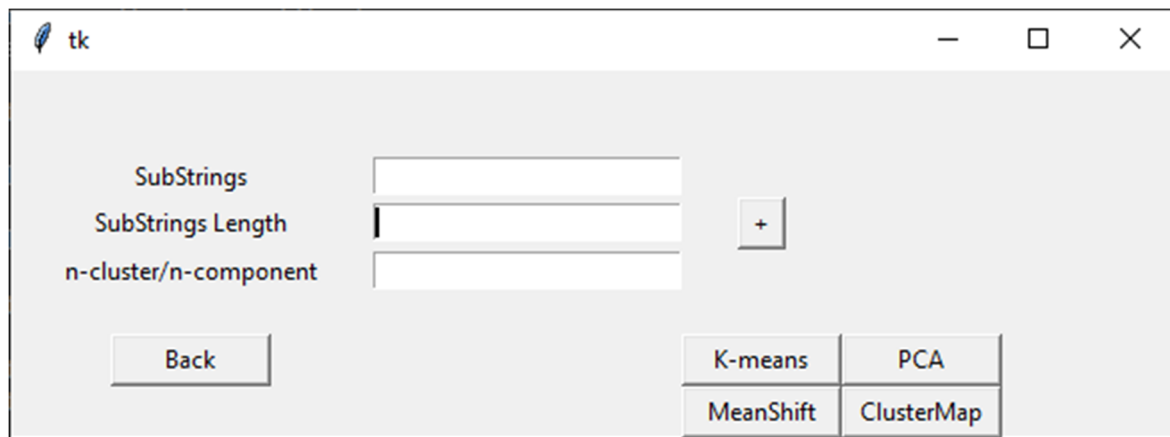 tk
SubStrings
SubStrings Length
+
n-cluster/n-component
Back
K-means
PCA
MeanShift
ClusterMap